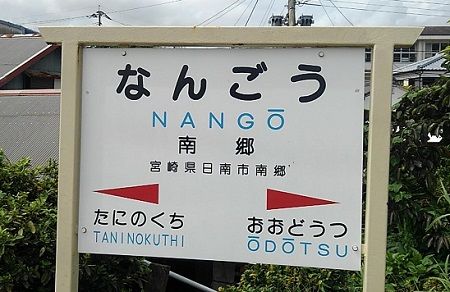 なんごう
NANGŌ
南郷
宮崎県日南市南郷
たにのくち おおどうつ
TANINOKUTHI ŌDŌTSU